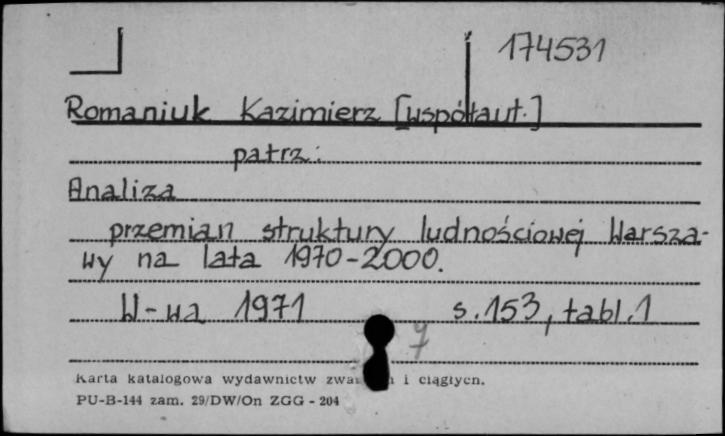 174531
Romaniuk Kazimierz [współaut.]
patrz:
Analiza
przemian struktury ludnościowej Warsza-
wy na lata 1970-2000.
W-wa 1971 s.153, tabl.1
7
Karta katalogowa wydawnictw i ciągłych.
PU-B-144 zam. 29/DW/On ZGG - 204